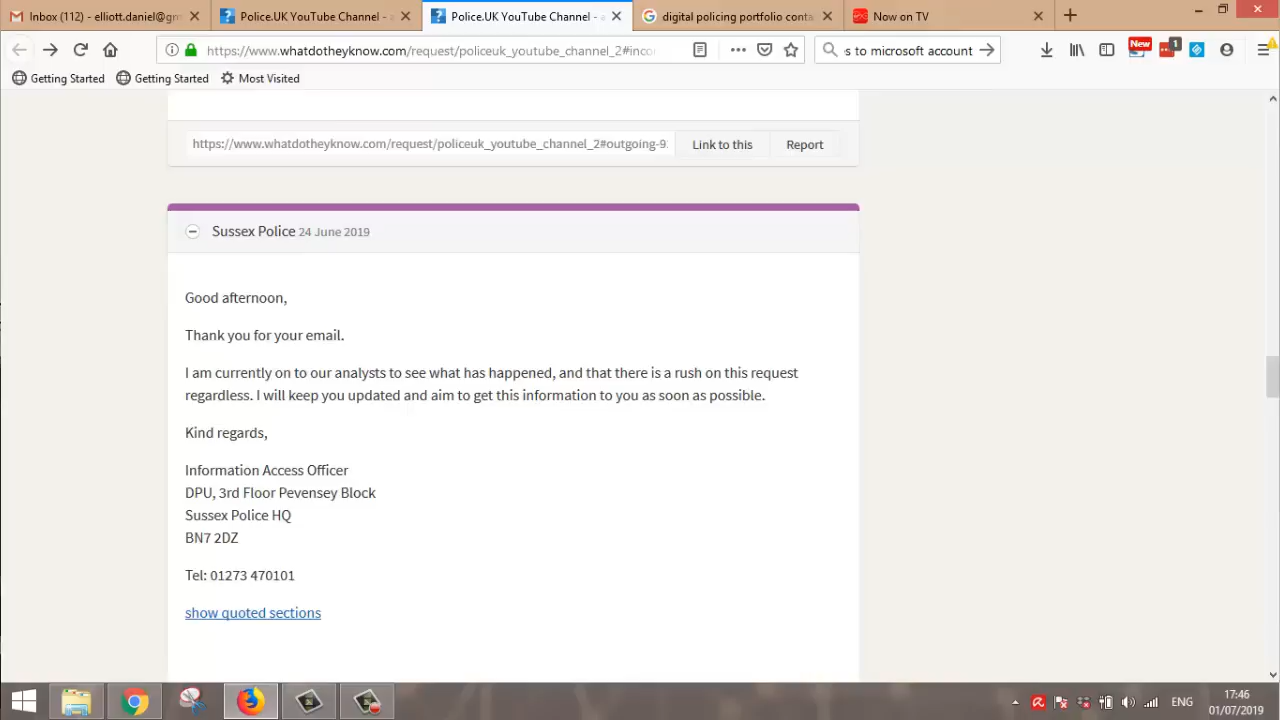 Inbox (112) - elliott.daniel@gm
Police.UK YouTube Channel - a
Police.UK YouTube Channel - a
digital policing portfolio conta
Now on TV
https://www.whatdotheyknow.com/request/policeuk_youtube_channel_2#inco
s to microsoft account
New
1
Getting Started
Getting Started
Most Visited
https://www.whatdotheyknow.com/request/policeuk_youtube_channel_2#outgoing-9
Link to this
Report
Sussex Police 24 June 2019
Good afternoon,
Thank you for your email.
I am currently on to our analysts to see what has happened, and that there is a rush on this request
regardless. I will keep you updated and aim to get this information to you as soon as possible.
Kind regards,
Information Access Officer
DPU, 3rd Floor Pevensey Block
Sussex Police HQ
BN7 2DZ
Tel: 01273 470101
show quoted sections
ENG
17:46
01/07/2019